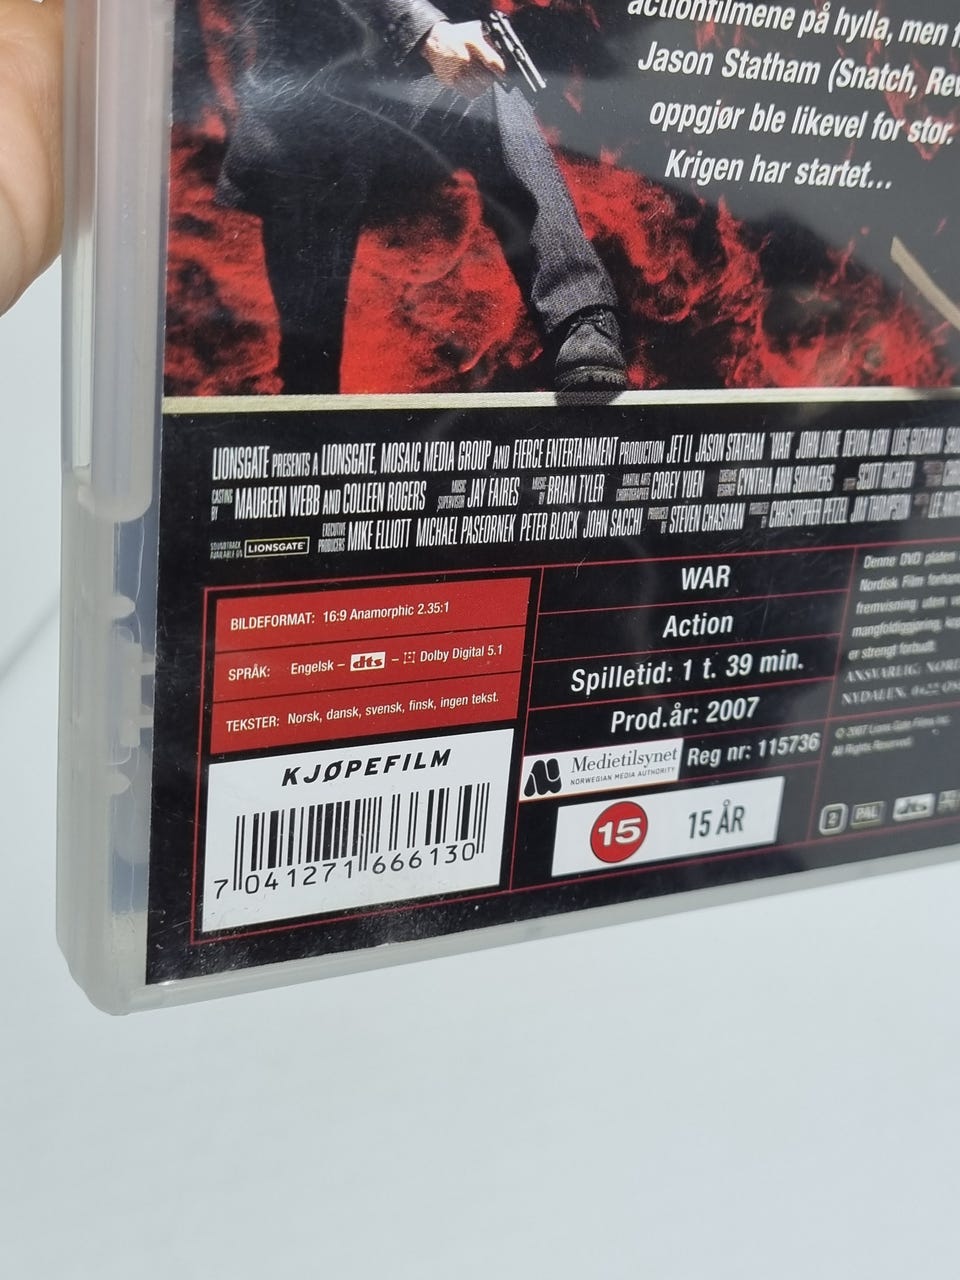 actionfilmene på hylla, men
Jason Statham (Snatch, Rev
oppgjør ble likevel for stor.
Krigen har startet...
LIONSGATE PRESENTS A LIONSGATE, MOSAIC MEDIA GROUP AND FIERCE ENTERTAINMENT PRODUCTION JET LI JASON STATHAM 'WAR' JOHN LONE DEVON AOKI LUIS GUZMAN
CASTING BY MAUREEN WEBB AND COLLEEN ROGERS MUSIC SUPERVISOR JAY FAIRES MUSIC BY BRIAN TYLER MARTIAL ARTS CHOREOGRAPHER COREY YUEN COSTUME DESIGNER CYNTHIA ANN SUMMERS SCOTT RICHTER
SOUNDTRACK AVAILABLE ON LIONSGATE EXECUTIVE PRODUCERS MIKE ELLIOTT MICHAEL PASEORNEK PETER BLOCK JOHN SACCHI PRODUCED BY STEVEN CHASMAN PRODUCED BY CHRISTOPHER PETZEL JIM THOMPSON
BILDEFORMAT: 16:9 Anamorphic 2.35:1
SPRÅK: Engelsk – dts – Dolby Digital 5.1
TEKSTER: Norsk, dansk, svensk, finsk, ingen tekst.
KJØPEFILM
7 041271 666130
WAR
Action
Spilletid: 1 t. 39 min.
Prod.år: 2007
Medietilsynet
NORWEGIAN MEDIA AUTHORITY
Reg nr: 115736
15 15 ÅR
Denne DVD platen
Nordisk Film
fremvisning uten
mangfoldiggjøring,
er strengt forbudt.
ANSVARLIG:
NYDALEN,
© 2007 Lions Gate Films Inc.
All Rights Reserved.
2 PAL dts